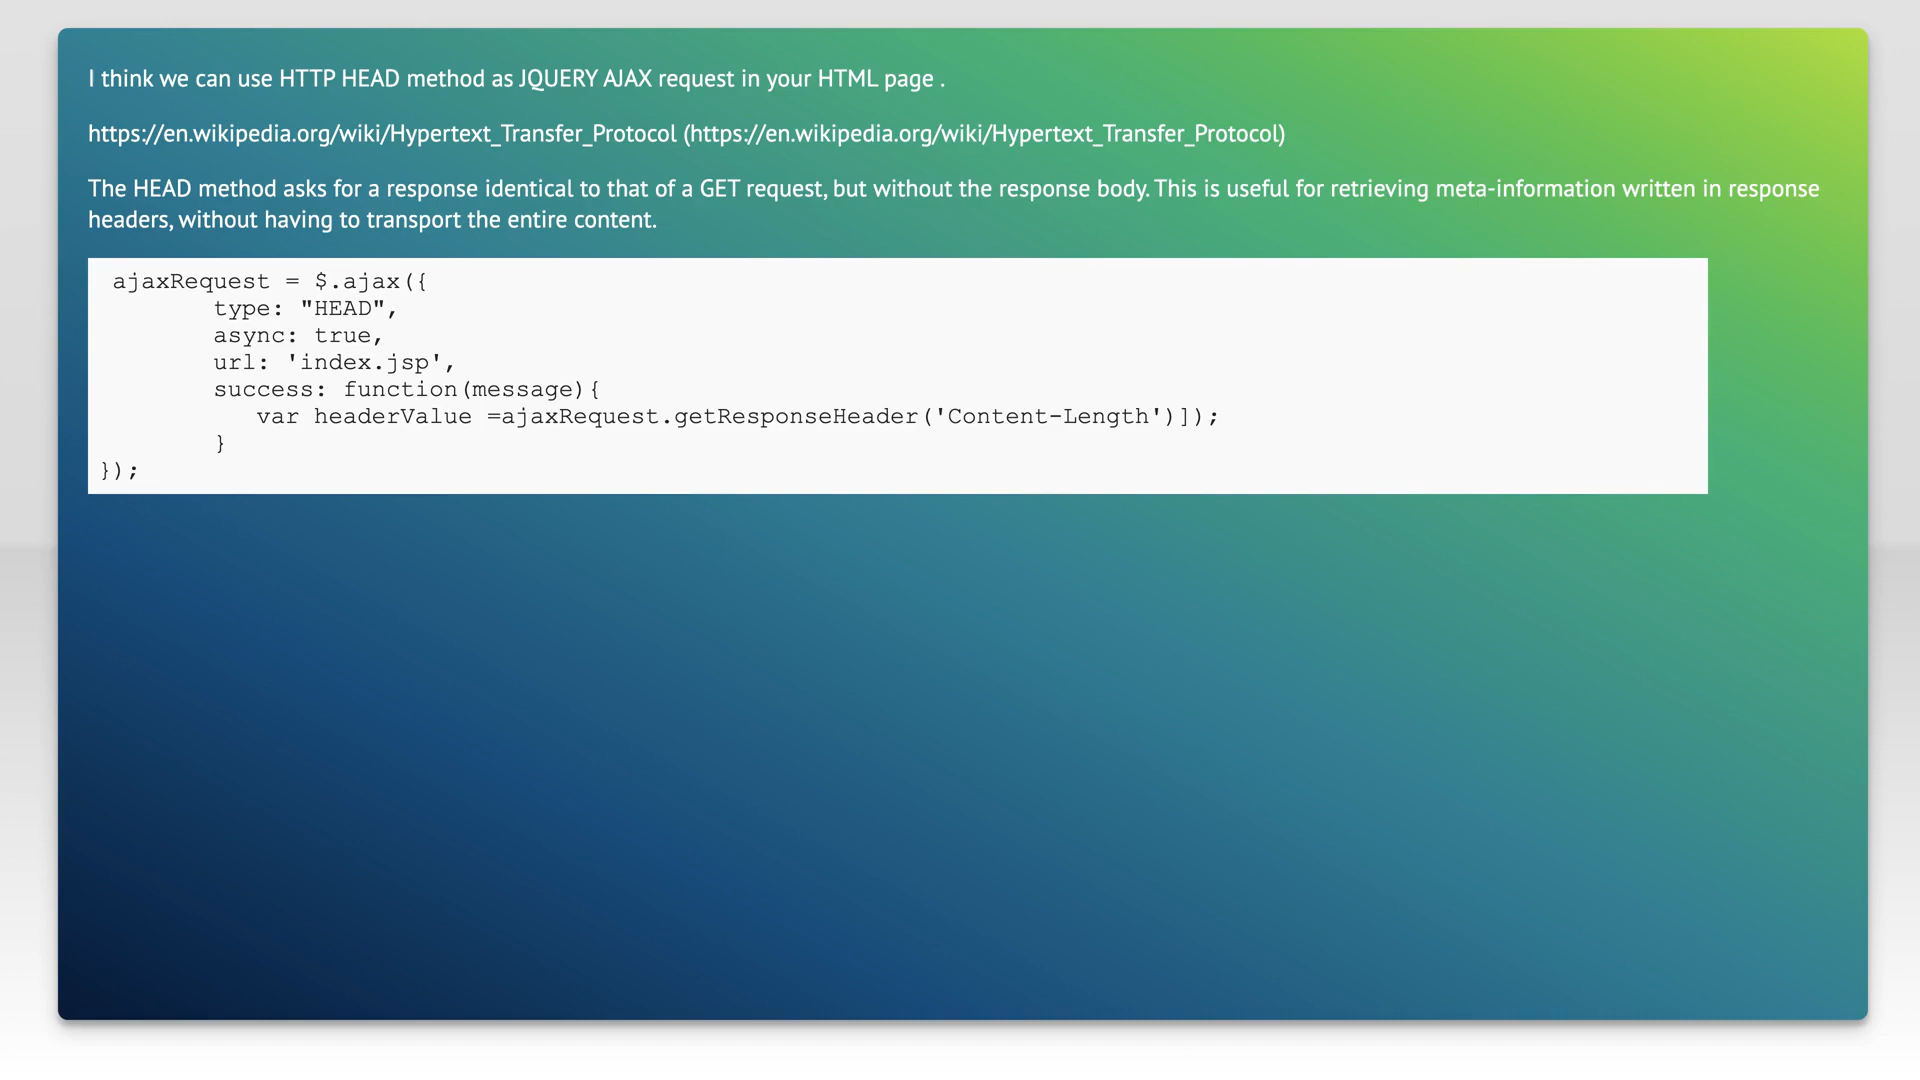 I think we can use HTTP HEAD method as JQUERY AJAX request in your HTML page .
https://en.wikipedia.org/wiki/Hypertext_Transfer_Protocol (https://en.wikipedia.org/wiki/Hypertext_Transfer_Protocol)
The HEAD method asks for a response identical to that of a GET request, but without the response body. This is useful for retrieving meta-information written in response
headers, without having to transport the entire content.
ajaxRequest = $.ajax({
type: "HEAD",
async: true,
url: 'index.jsp',
success: function(message){
var headerValue =ajaxRequest.getResponseHeader('Content-Length')]);
}
});